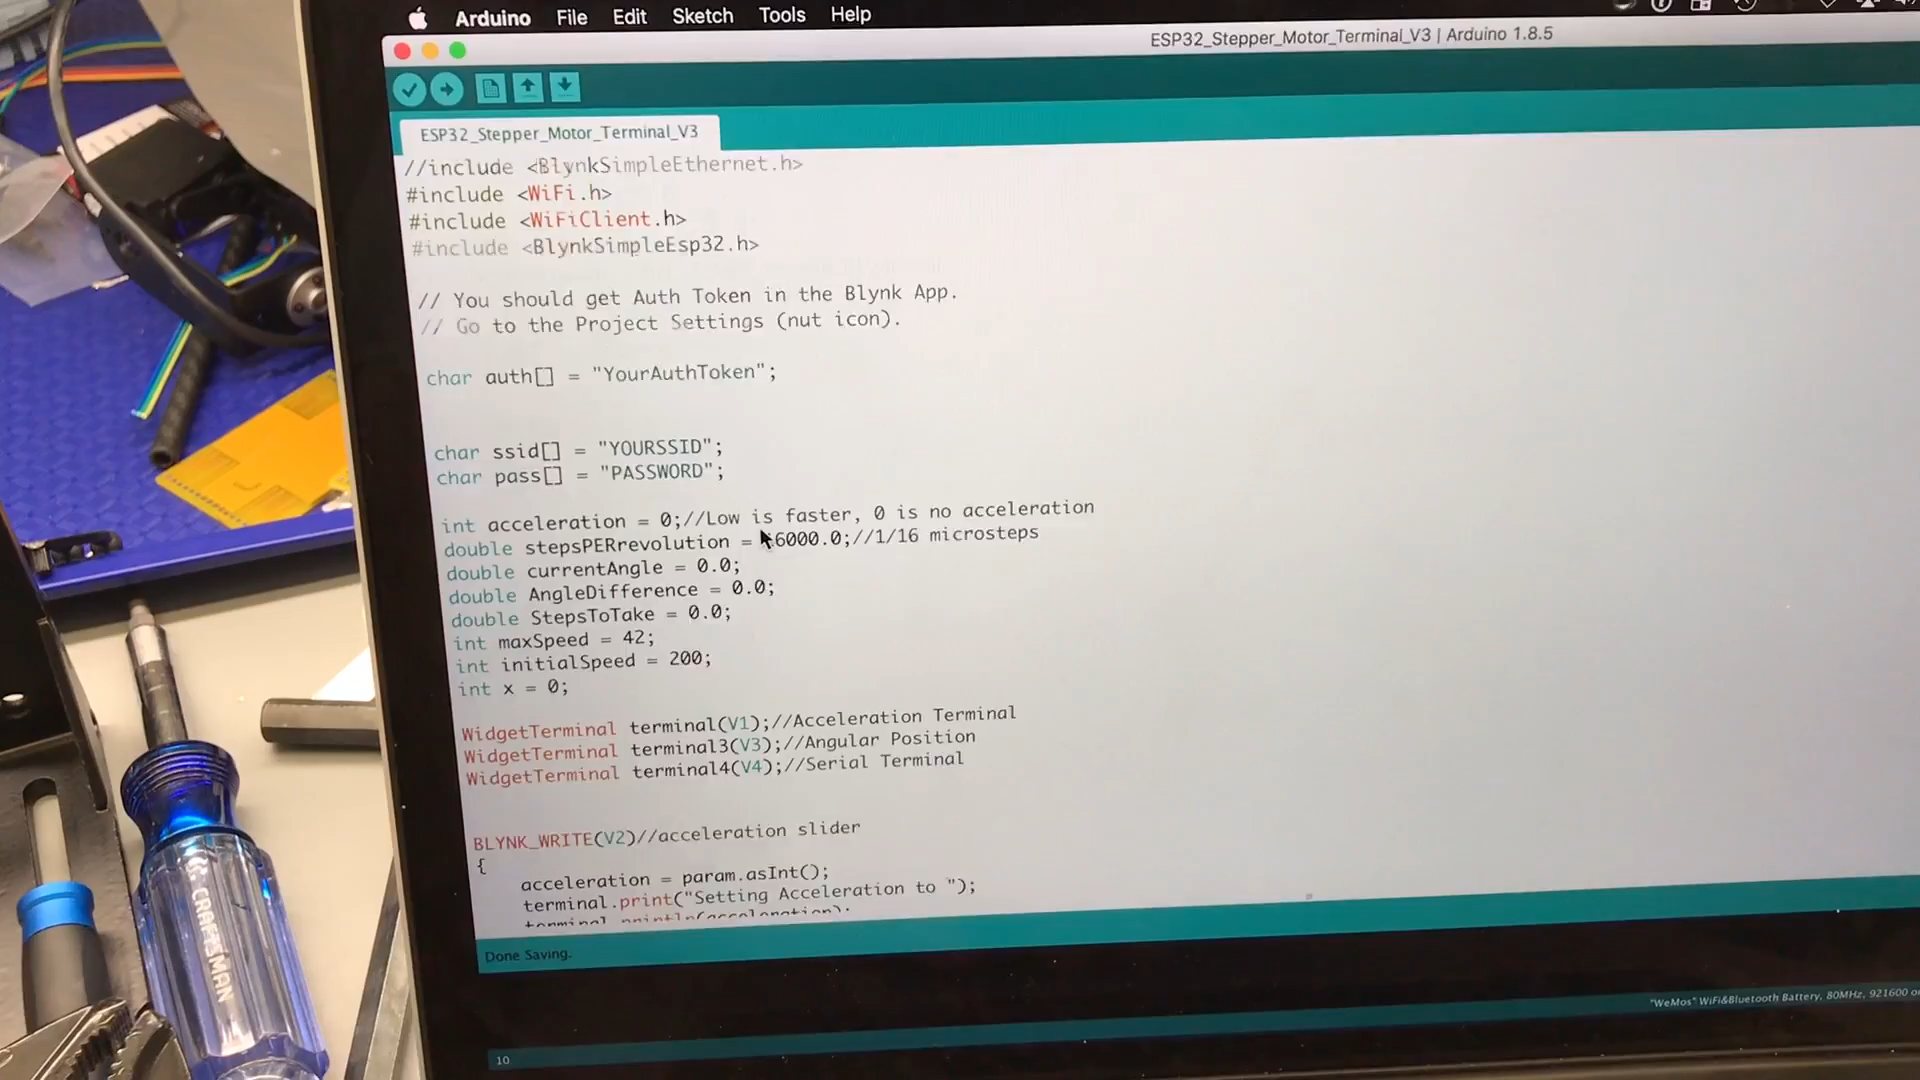 Arduino File Edit Sketch Tools Help
ESP32_Stepper_Motor_Terminal_V3 | Arduino 1.8.5
ESP32_Stepper_Motor_Terminal_V3
//include <BlynkSimpleEthernet.h>
#include <WiFi.h>
#include <WiFiClient.h>
#include <BlynkSimpleEsp32.h>
// You should get Auth Token in the Blynk App.
// Go to the Project Settings (nut icon).
char auth[] = "YourAuthToken";
char ssid[] = "YOURSSID";
char pass[] = "PASSWORD";
int acceleration = 0;//Low is faster, 0 is no acceleration
double stepsPERrevolution = 6000.0;//1/16 microsteps
double currentAngle = 0.0;
double AngleDifference = 0.0;
double StepsToTake = 0.0;
int maxSpeed = 42;
int initialSpeed = 200;
int x = 0;
WidgetTerminal terminal(V1);//Acceleration Terminal
WidgetTerminal terminal3(V3);//Angular Position
WidgetTerminal terminal4(V4);//Serial Terminal
BLYNK_WRITE(V2)//acceleration slider
{
acceleration = param.asInt();
terminal.print("Setting Acceleration to ");
terminal.println(acceleration);
Done Saving.
"WeMos" WiFi&Bluetooth Battery, 80MHz, 921600
10
CRAFTSMAN